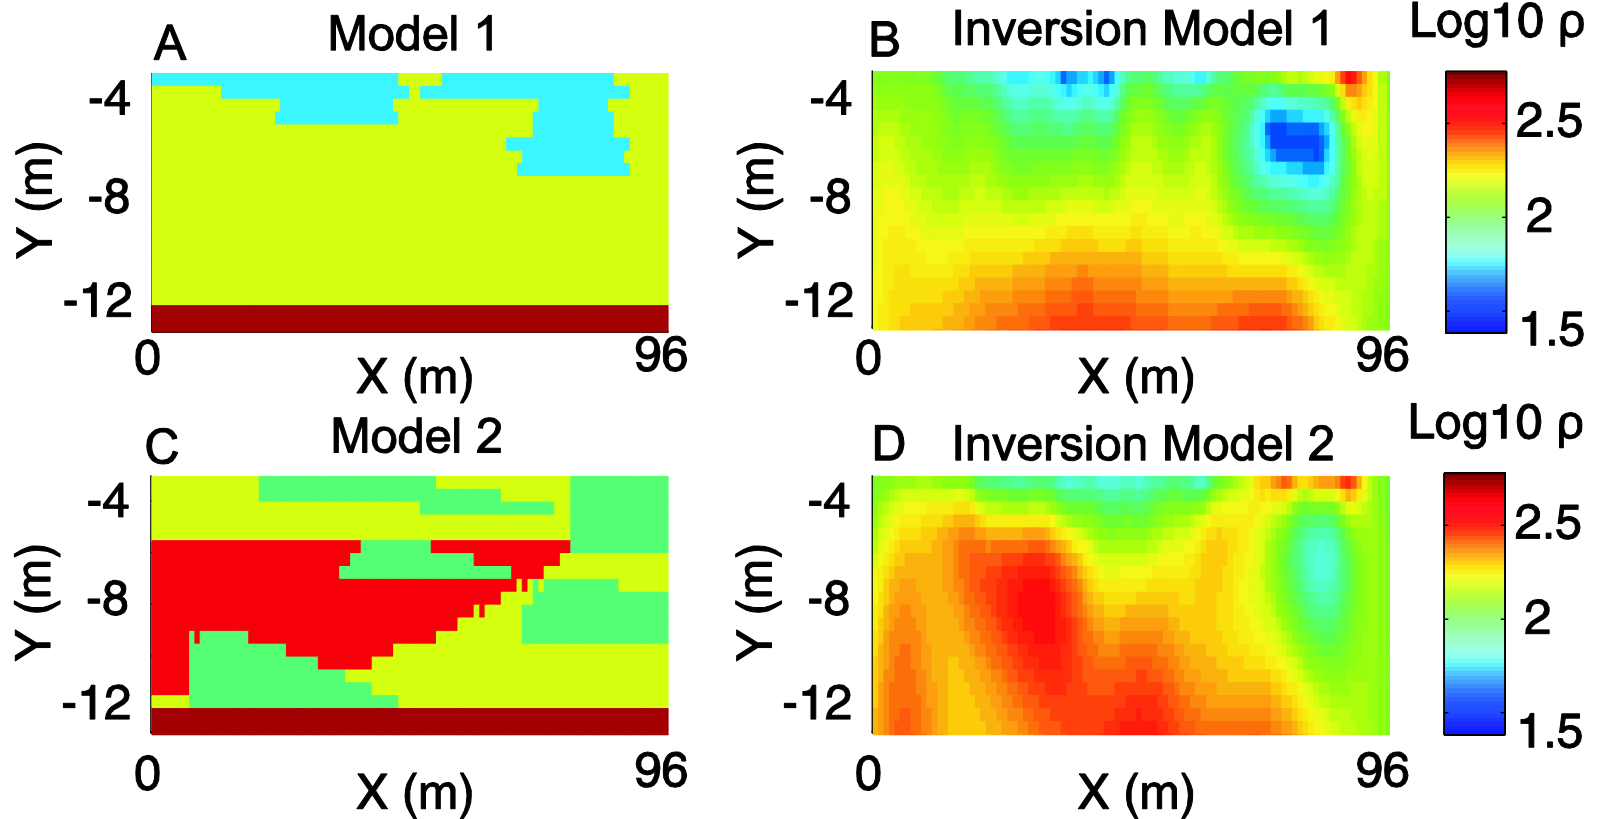 A Model 1
B Inversion Model 1
Log10 ρ
-4
-8
-12
Y (m)
0 96
X (m)
-4
-8
-12
Y (m)
0 96
X (m)
2.5
2
1.5
C Model 2
D Inversion Model 2
Log10 ρ
-4
-8
-12
Y (m)
0 96
X (m)
-4
-8
-12
Y (m)
0 96
X (m)
2.5
2
1.5